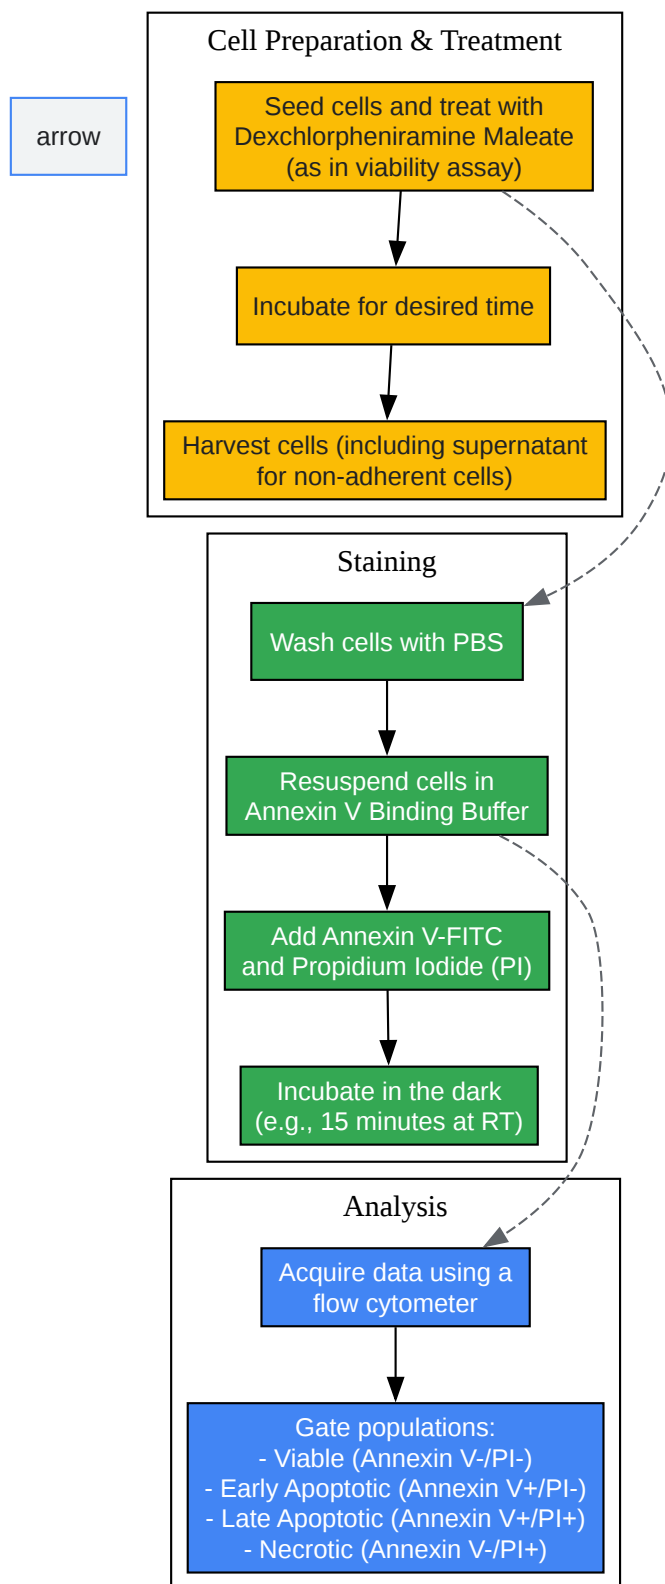 Cell Preparation & Treatment
arrow
Seed cells and treat with
Dexchlorpheniramine Maleate
(as in viability assay)
Incubate for desired time
Harvest cells (including supernatant
for non-adherent cells)
Staining
Wash cells with PBS
Resuspend cells in
Annexin V Binding Buffer
Add Annexin V-FITC
and Propidium Iodide (PI)
Incubate in the dark
(e.g., 15 minutes at RT)
Analysis
Acquire data using a
flow cytometer
Gate populations:
- Viable (Annexin V-/PI-)
- Early Apoptotic (Annexin V+/PI-)
- Late Apoptotic (Annexin V+/PI+)
- Necrotic (Annexin V-/PI+)